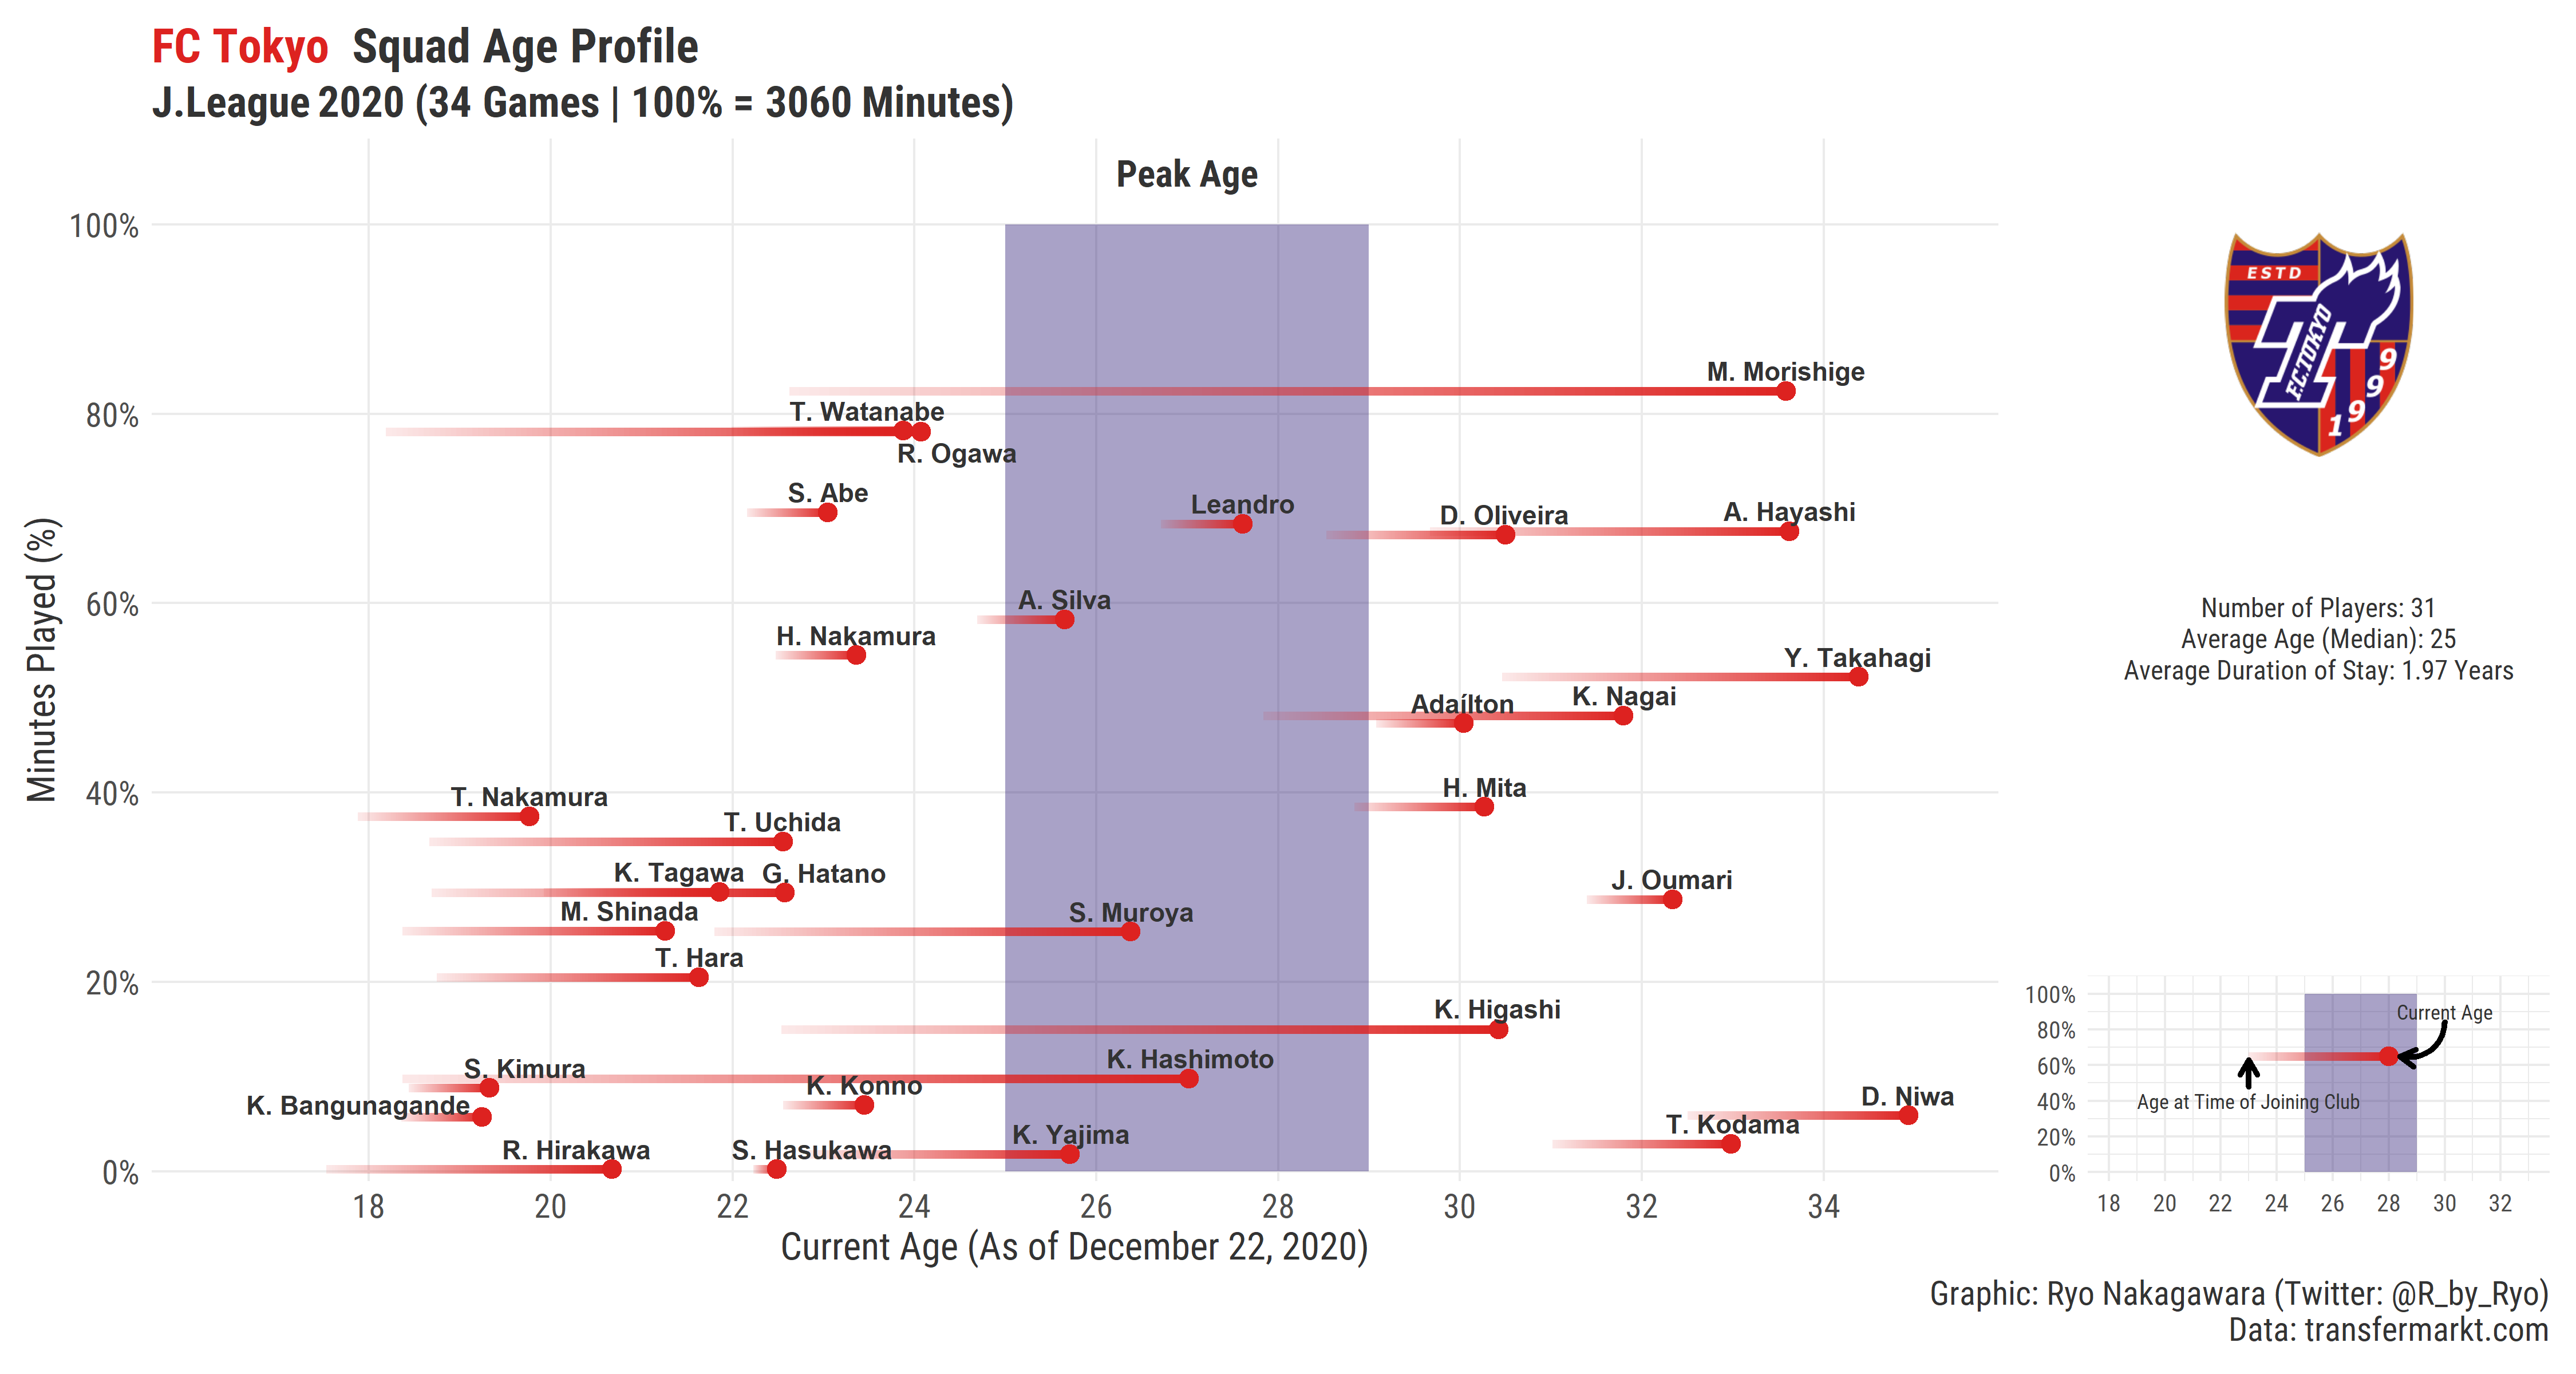 FC Tokyo Squad Age Profile
J.League 2020 (34 Games | 100% = 3060 Minutes)
Peak Age
100%
80%
60%
40%
20%
0%
Minutes Played (%)
M. Morishige
T. Watanabe
R. Ogawa
S. Abe
Leandro
D. Oliveira
A. Hayashi
A. Silva
H. Nakamura
Y. Takahagi
K. Nagai
Adaílton
T. Nakamura
H. Mita
T. Uchida
K. Tagawa
G. Hatano
J. Oumari
M. Shinada
S. Muroya
T. Hara
K. Higashi
K. Hashimoto
S. Kimura
K. Konno
K. Bangunagande
D. Niwa
T. Kodama
K. Yajima
R. Hirakawa
S. Hasukawa
18 20 22 24 26 28 30 32 34
Current Age (As of December 22, 2020)
ESTD
F.C.TOKYO
1999
Number of Players: 31
Average Age (Median): 25
Average Duration of Stay: 1.97 Years
100%
80%
60%
40%
20%
0%
Current Age
Age at Time of Joining Club
18 20 22 24 26 28 30 32
Graphic: Ryo Nakagawara (Twitter: @R_by_Ryo)
Data: transfermarkt.com